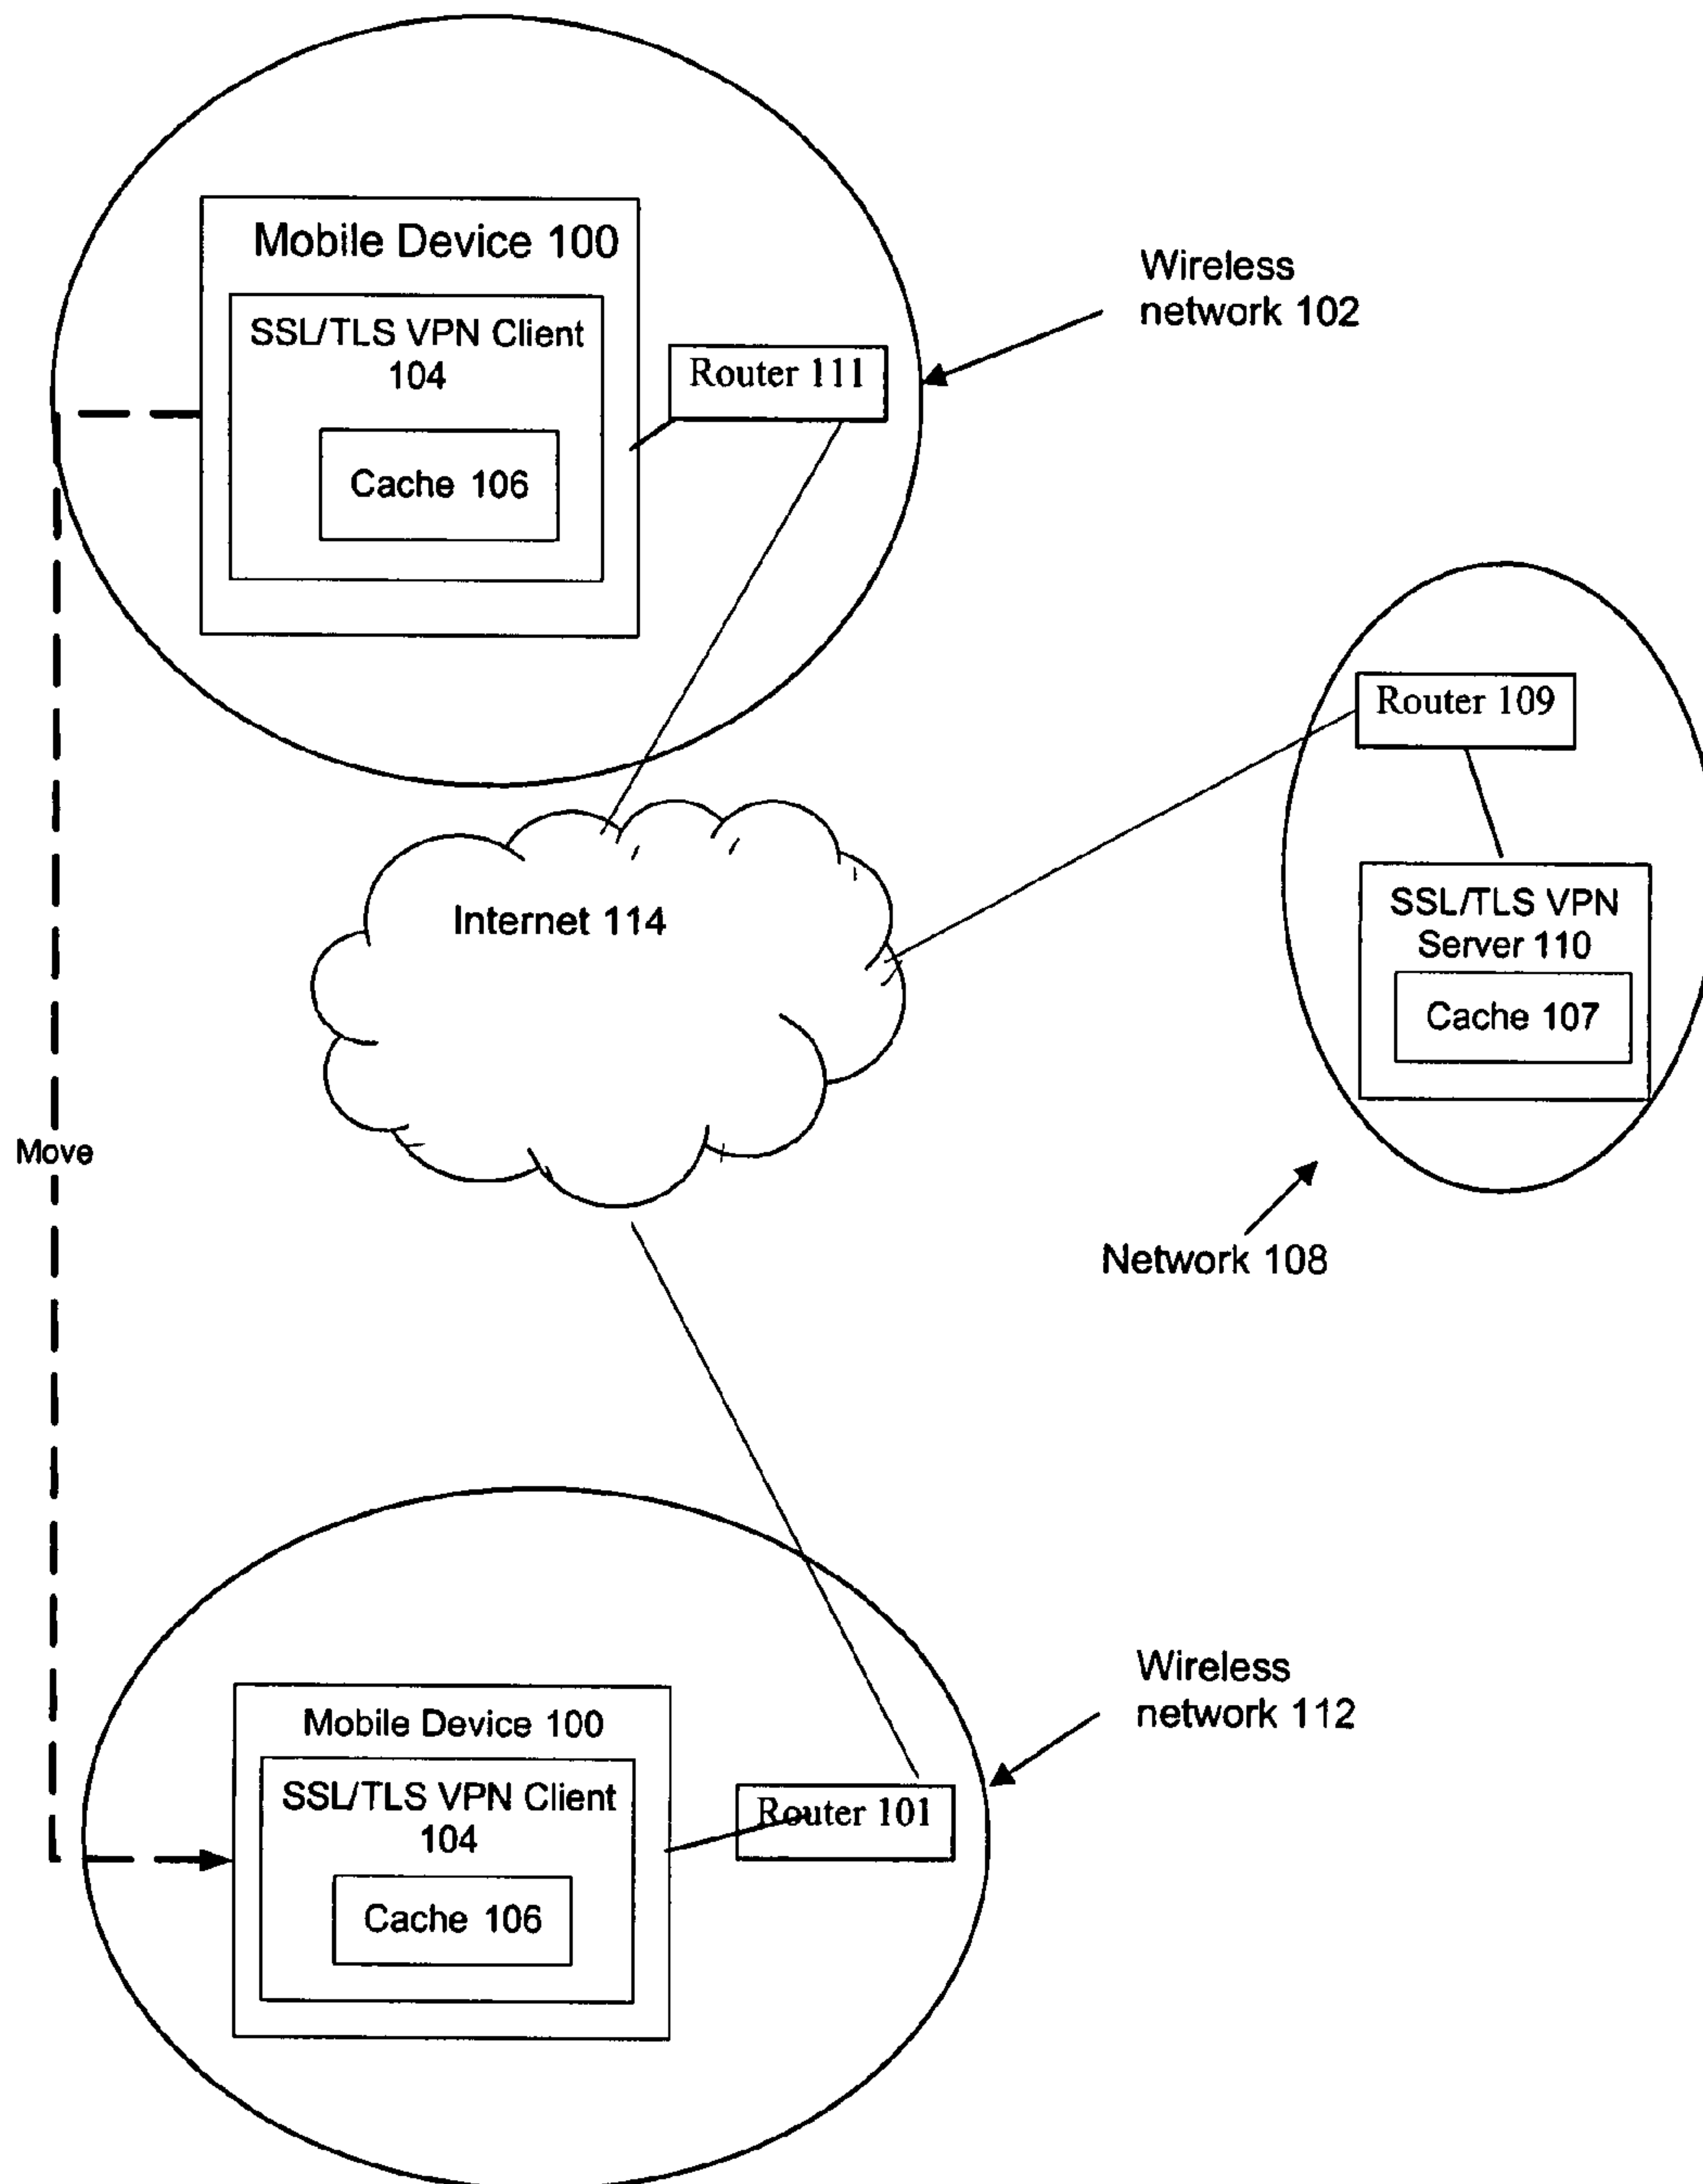 Mobile Device 100
SSL/TLS VPN Client
104
Cache 106
Router 111
Wireless
network 102
Router 109
SSL/TLS VPN
Server 110
Cache 107
Internet 114
Move
Network 108
Wireless
network 112
Mobile Device 100
SSL/TLS VPN Client
104
Cache 106
Router 101